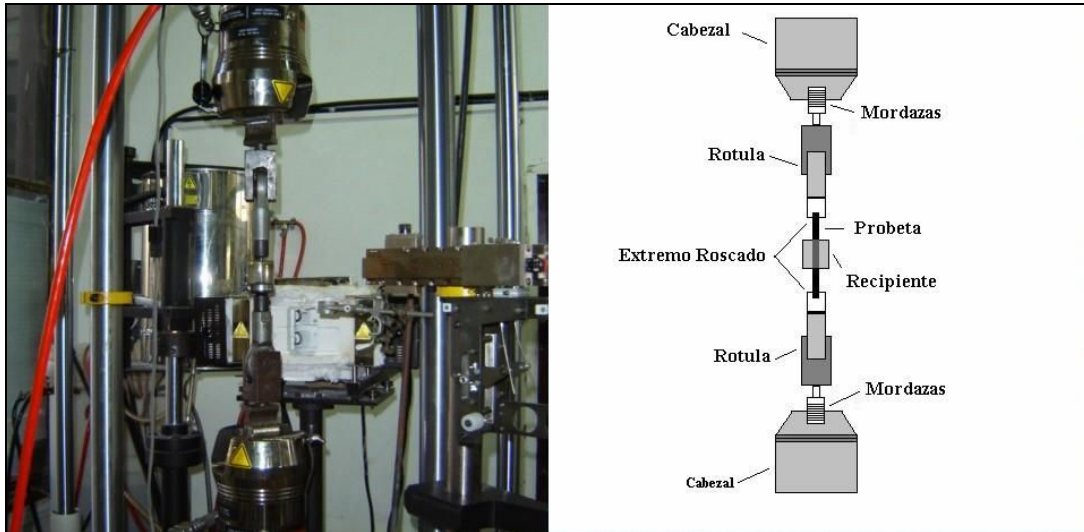 Cabezal
Mordazas
Rotula
Probeta
Extremo Roscado
Recipiente
Rotula
Mordazas
Cabezal